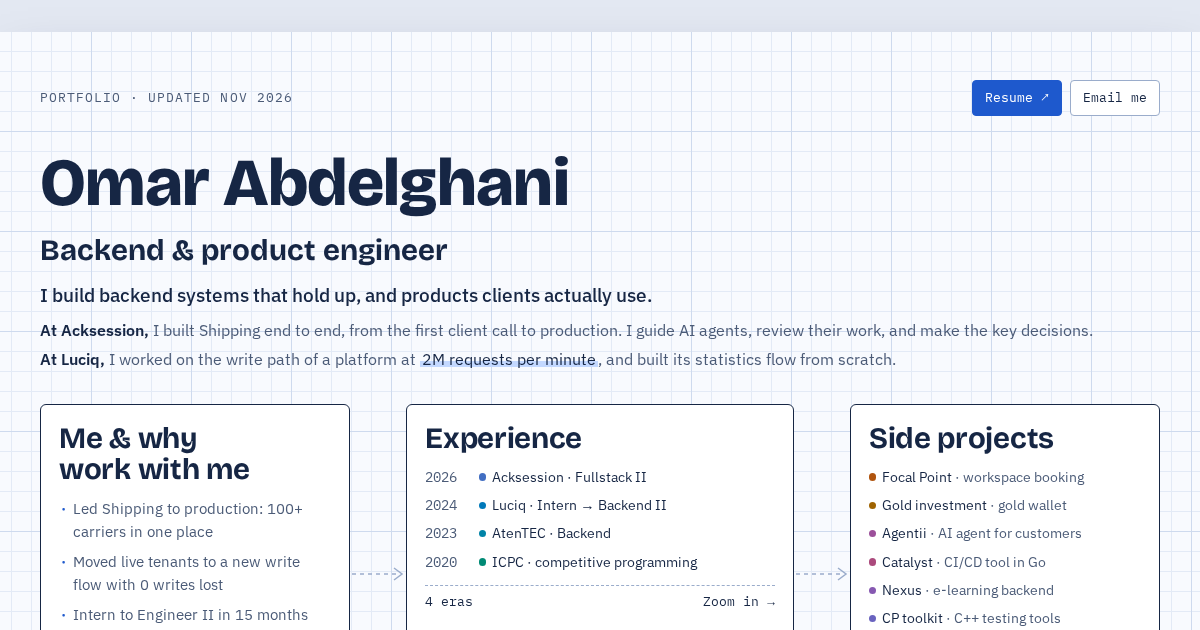 PORTFOLIO · UPDATED NOV 2026
Resume ↗
Email me
Omar Abdelghani
Backend & product engineer
I build backend systems that hold up, and products clients actually use.
At Acksession, I built Shipping end to end, from the first client call to production. I guide AI agents, review their work, and make the key decisions.
At Luciq, I worked on the write path of a platform at 2M requests per minute, and built its statistics flow from scratch.
Me & why
work with me
· Led Shipping to production: 100+
carriers in one place
· Moved live tenants to a new write
flow with 0 writes lost
· Intern to Engineer II in 15 months
Experience
2026 Acksession · Fullstack II
2024 Luciq · Intern → Backend II
2023 AtenTEC · Backend
2020 ICPC · competitive programming
4 eras
Zoom in →
Side projects
Focal Point · workspace booking
Gold investment · gold wallet
Agentii · AI agent for customers
Catalyst · CI/CD tool in Go
Nexus · e-learning backend
CP toolkit · C++ testing tools